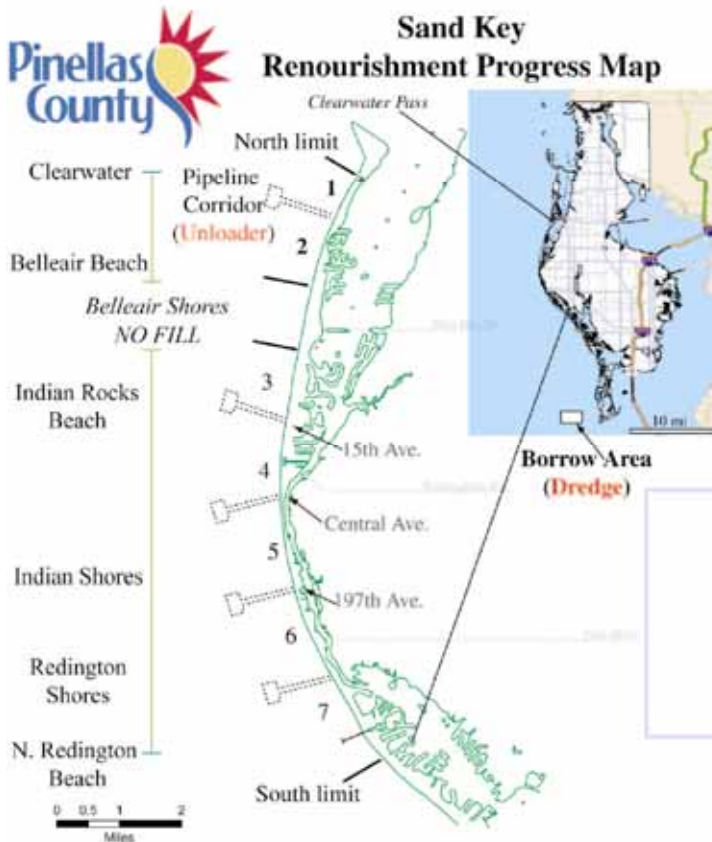 Pinellas
County
Sand Key
Renourishment Progress Map
Clearwater Pass
North limit
Clearwater
1
Pipeline
Corridor
(Unloader)
2
Belleair Beach
Belleair Shores
NO FILL
3
Indian Rocks
Beach
15th Ave.
10 mi
Borrow Area
(Dredge)
4
Central Ave.
5
Indian Shores
197th Ave.
6
Redington
Shores
7
N. Redington
Beach
South limit
0 0.5 1 2
Miles